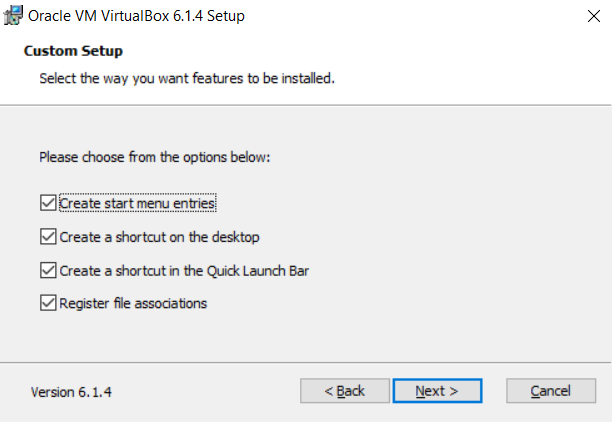 Oracle VM VirtualBox 6.1.4 Setup
Custom Setup
Select the way you want features to be installed.
Please choose from the options below:
Create start menu entries
Create a shortcut on the desktop
Create a shortcut in the Quick Launch Bar
Register file associations
Version 6.1.4
< Back
Next >
Cancel